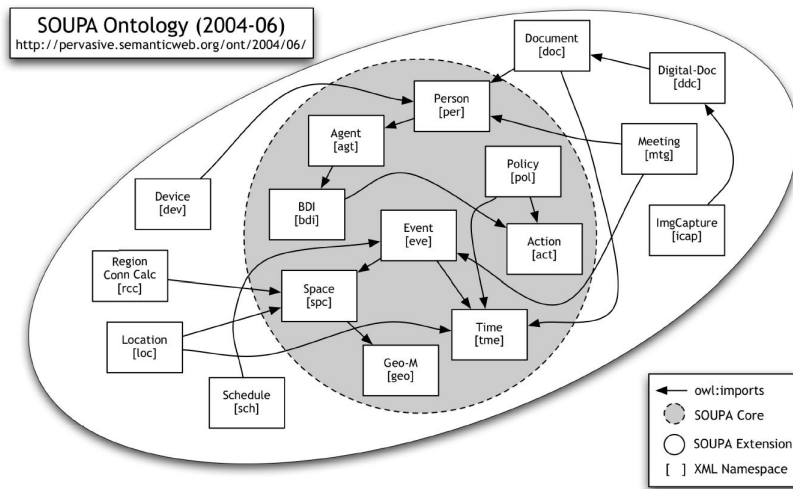 SOUPA Ontology (2004-06)
http://pervasive.semanticweb.org/ont/2004/06/
Document
[doc]
Digital-Doc
[ddc]
Person
[per]
Agent
[agt]
Meeting
[mtg]
Policy
[pol]
Device
[dev]
BDI
[bdi]
Event
[eve]
Action
[act]
ImgCapture
[icap]
Region
Conn Calc
[rcc]
Space
[spc]
Location
[loc]
Time
[tme]
Geo-M
[geo]
Schedule
[sch]
owl:imports
SOUPA Core
SOUPA Extension
[ ] XML Namespace